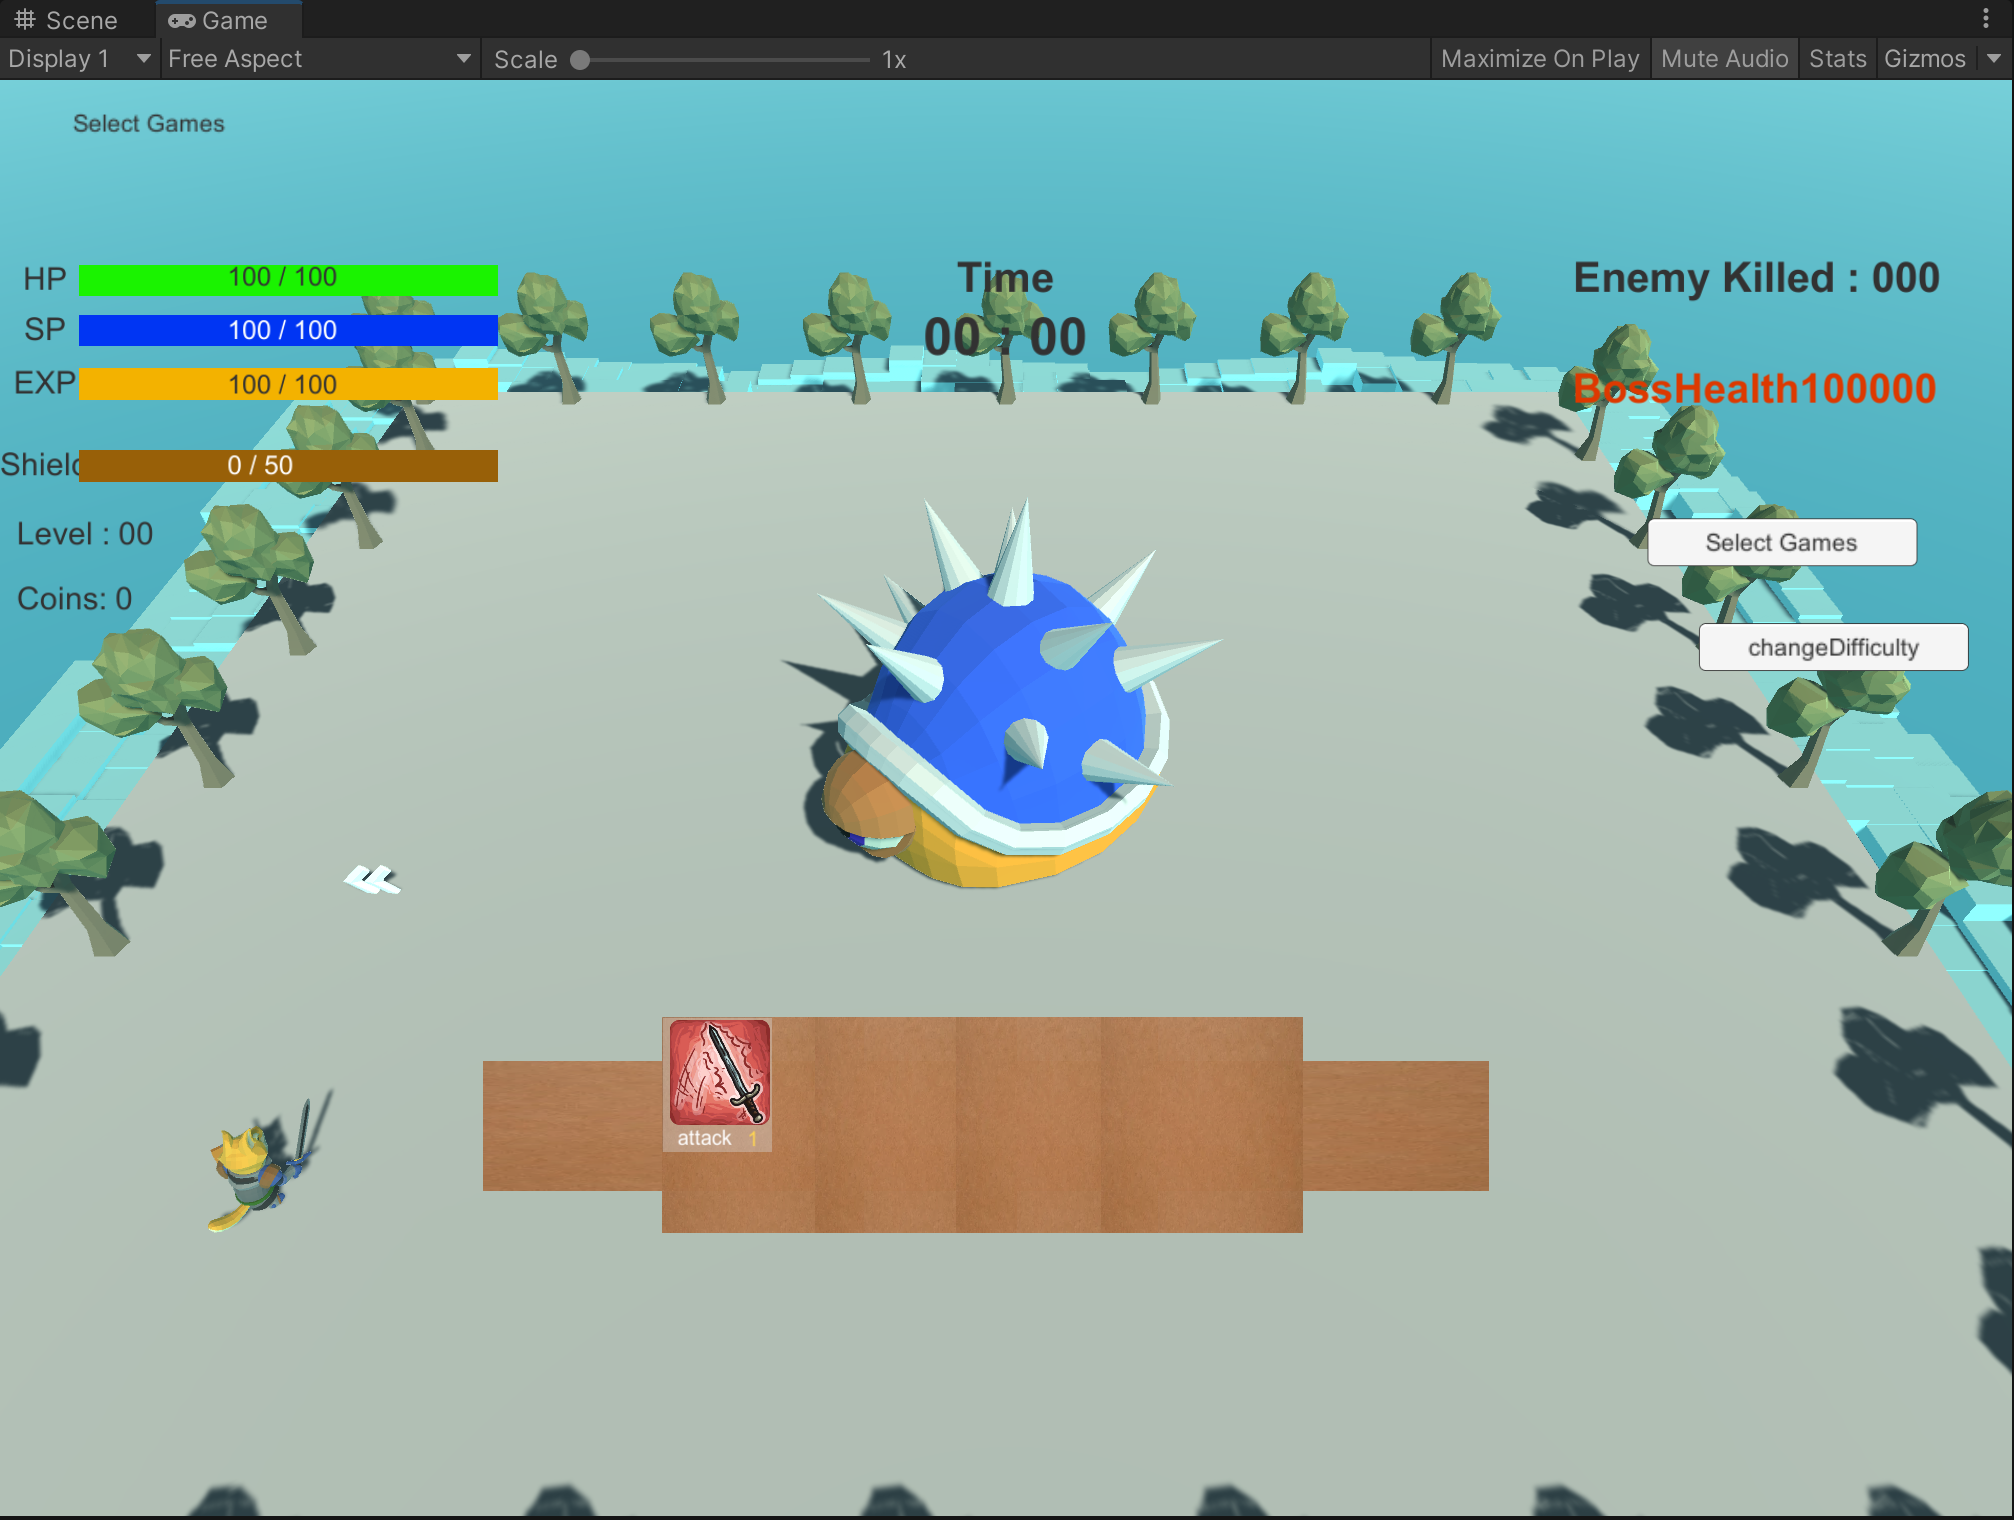 Scene Game
Display 1 Free Aspect Scale 1x Maximize On Play Mute Audio Stats Gizmos
Select Games
HP 100 / 100
SP 100 / 100
EXP 100 / 100
Shield 0 / 50
Level : 00
Coins: 0
Time
00 : 00
Enemy Killed : 000
BossHealth100000
Select Games
changeDifficulty
attack 1